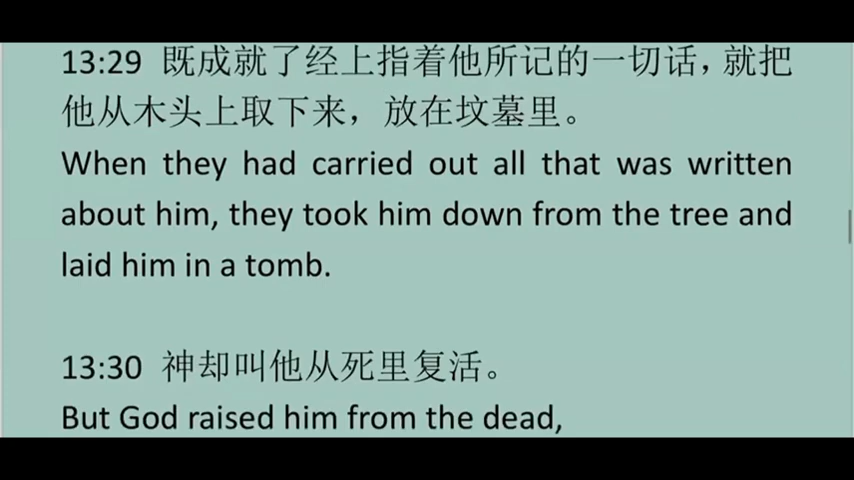 13:29 既成就了经上指着他所记的一切话，就把
他从木头上取下来，放在坟墓里。
When they had carried out all that was written
about him, they took him down from the tree and
laid him in a tomb.
13:30 神却叫他从死里复活。
But God raised him from the dead,